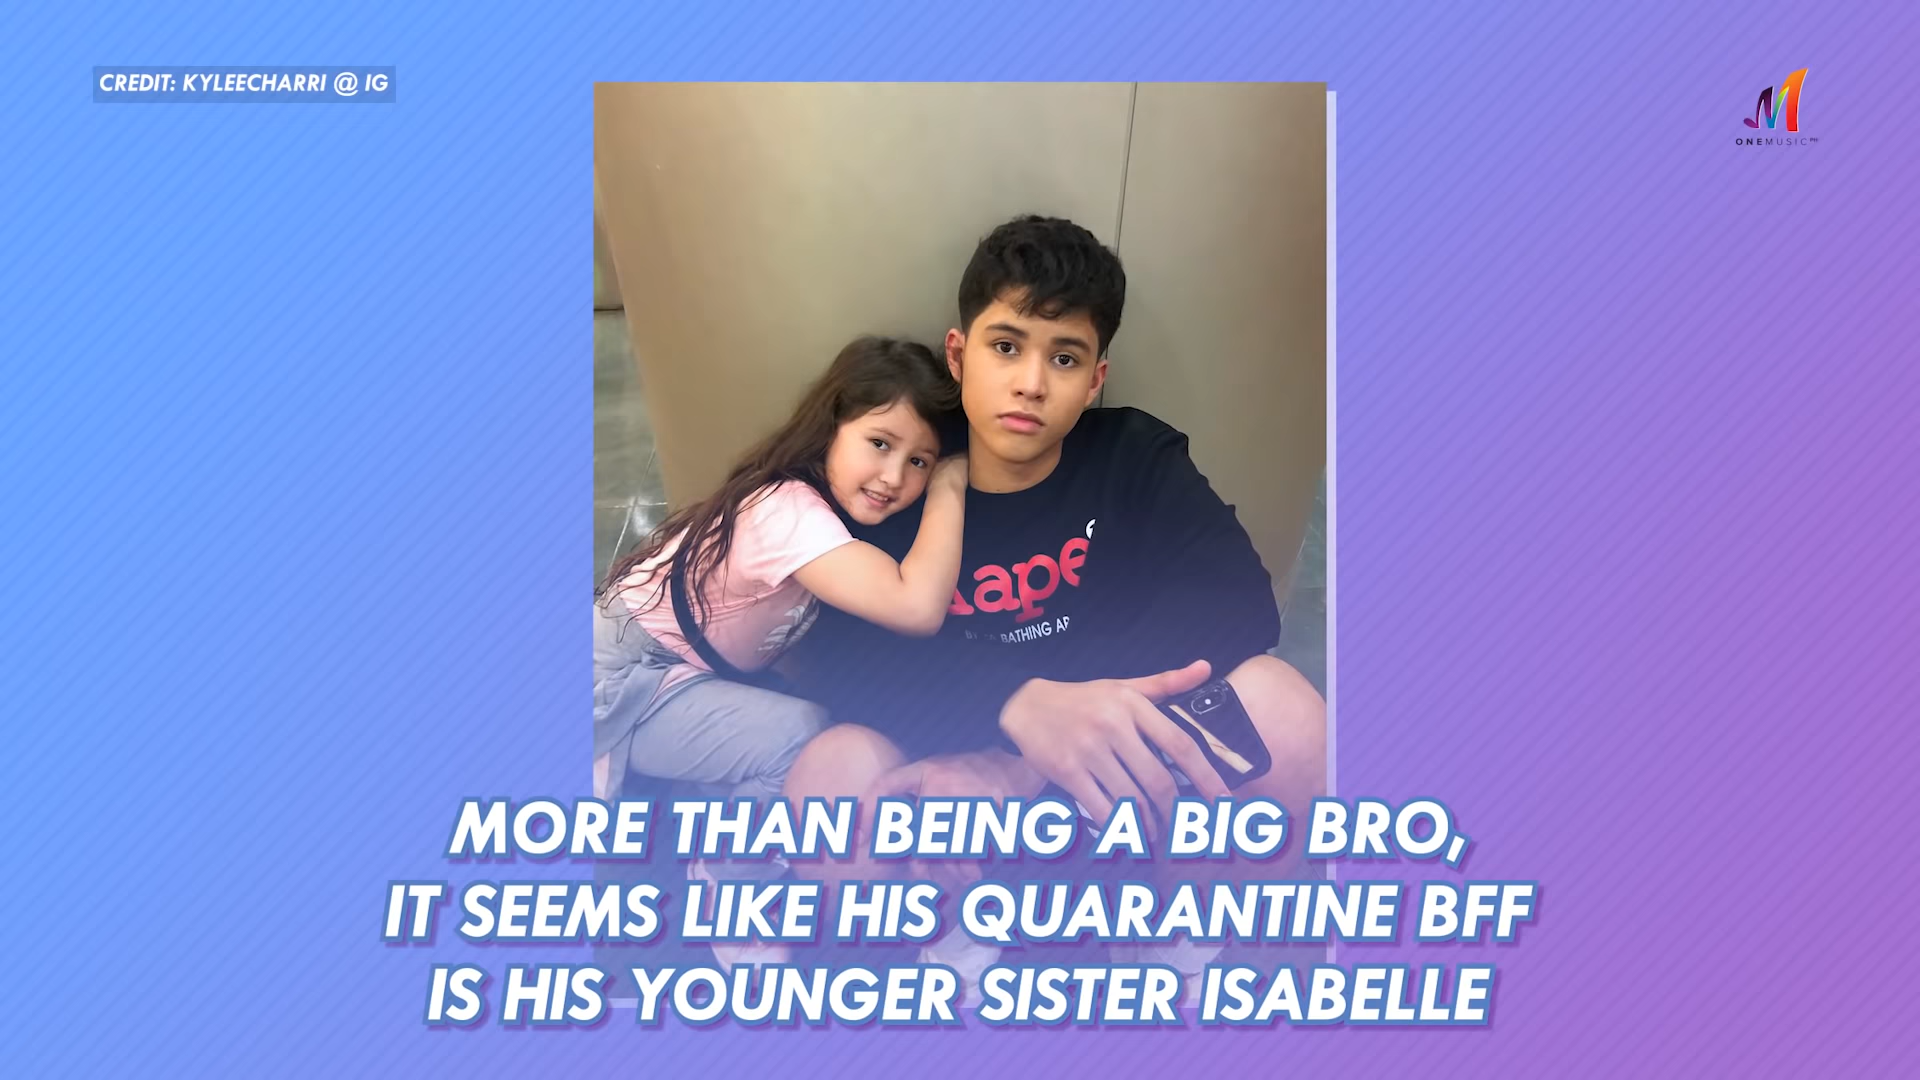 CREDIT: KYLEECHARRI @ IG
ONEMUSIC PH
Aape
BATHING AP
MORE THAN BEING A BIG BRO,
IT SEEMS LIKE HIS QUARANTINE BFF
IS HIS YOUNGER SISTER ISABELLE